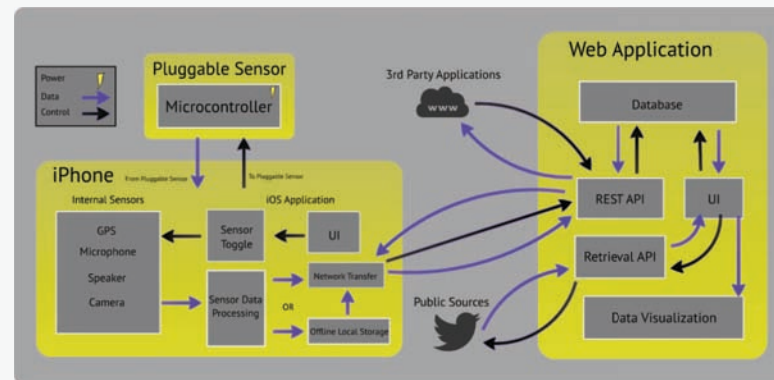 Power
Data
Control
Pluggable Sensor
Microcontroller
From Pluggable Sensor
To Pluggable Sensor
iPhone
Internal Sensors
iOS Application
GPS
Microphone
Speaker
Camera
Sensor
Toggle
UI
Sensor Data
Processing
OR
Network Transfer
Offline Local Storage
3rd Party Applications
www
Public Sources
Web Application
Database
REST API
UI
Retrieval API
Data Visualization